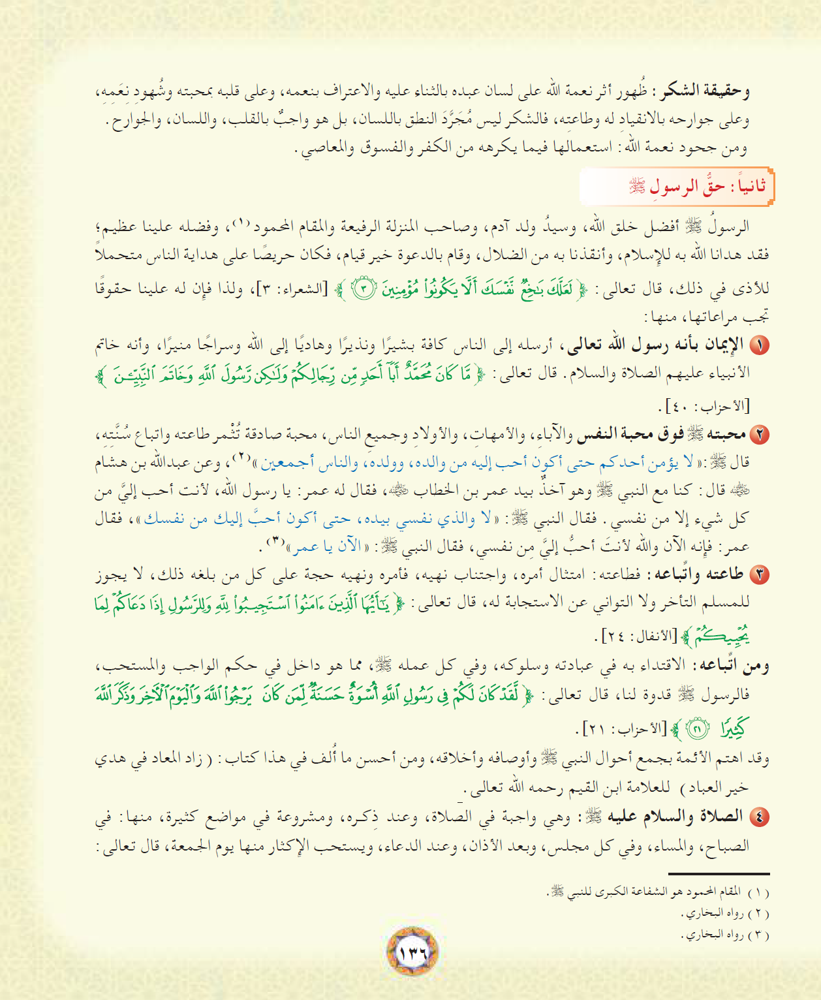 وحقيقة الشكر: ظُهور أثر نعمة الله على لسان عبده بالثناء عليه والاعتراف بنعمه، وعلى قلبه بمحبته وشُهودِ نِعَمِهِ،
وعلى جوارحه بالانقيادِ له وطاعتِه، فالشكر ليس مُجَرَّدَ النطق باللسان، بل هو واجبٌ بالقلب، واللسان، والجوارح.
ومن جحود نعمة الله: استعمالها فيما يكرهه من الكفر والفسوق والمعاصي.
ثانياً: حقُّ الرسولِ ﷺ
الرسولُ ﷺ أفضل خلق الله، وسيدُ ولد آدم، وصاحب المنزلة الرفيعة والمقام المحمود(١)، وفضله علينا عظيم؛
فقد هدانا الله به للإسلام، وأنقذنا به من الضلال، وقام بالدعوة خير قيام، فكان حريصًا على هداية الناس متحملاً
للأذى في ذلك، قال تعالى: ﴿ لَعَلَّكَ بَٰخِعٞ نَّفۡسَكَ أَلَّا يَكُونُواْ مُؤۡمِنِينَ ٣ ﴾ [الشعراء: ٣]، ولذا فإن له علينا حقوقًا
تجب مراعاتها، منها:
١ الإيمان بأنه رسول الله تعالى، أرسله إلى الناس كافة بشيرًا ونذيرًا وهاديًا إلى الله وسراجًا منيرًا، وأنه خاتم
الأنبياء عليهم الصلاة والسلام. قال تعالى: ﴿ مَّا كَانَ مُحَمَّدٌ أَبَآ أَحَدٖ مِّن رِّجَالِكُمۡ وَلَٰكِن رَّسُولَ ٱللَّهِ وَخَاتَمَ ٱلنَّبِيِّـۧنَ ﴾
[الأحزاب: ٤٠].
٢ محبته ﷺ فوق محبة النفس والآباءِ، والأمهاتِ، والأولادِ وجميعِ الناس، محبة صادقة تُثْمر طاعته واتباع سُنَّتِهِ،
قال ﷺ: «لا يؤمن أحدكم حتى أكون أحب إليه من والده، وولده، والناس أجمعين»(٢)، وعن عبدالله بن هشام
رضي الله عنه قال: كنا مع النبي ﷺ وهو آخذٌ بيد عمر بن الخطاب رضي الله عنه، فقال له عمر: يا رسول الله، لأنت أحب إليَّ من
كل شيء إلا من نفسي. فقال النبي ﷺ: «لا والذي نفسي بيده، حتى أكون أحبَّ إليك من نفسك»، فقال
عمر: فإنه الآن والله لأنتَ أحبُّ إليَّ مِن نفسي، فقال النبي ﷺ: «الآن يا عمر»(٣).
٣ طاعته واتِّباعه: فطاعته: امتثال أمره، واجتناب نهيه، فأمره ونهيه حجة على كل من بلغه ذلك، لا يجوز
للمسلم التأخر ولا التواني عن الاستجابة له، قال تعالى: ﴿ يَٰٓأَيُّهَا ٱلَّذِينَ ءَامَنُواْ ٱسۡتَجِيبُواْ لِلَّهِ وَلِلرَّسُولِ إِذَا دَعَاكُمۡ لِمَا
يُحۡيِيكُمۡ ﴾ [الأنفال: ٢٤].
ومن اتِّباعه: الاقتداء به في عبادته وسلوكه، وفي كل عمله ﷺ، مما هو داخل في حكم الواجب والمستحب،
فالرسول ﷺ قدوة لنا، قال تعالى: ﴿ لَّقَدۡ كَانَ لَكُمۡ فِي رَسُولِ ٱللَّهِ أُسۡوَةٌ حَسَنَةٞ لِّمَن كَانَ يَرۡجُواْ ٱللَّهَ وَٱلۡيَوۡمَ ٱلۡأٓخِرَ وَذَكَرَ ٱللَّهَ
كَثِيرٗا ٢١ ﴾ [الأحزاب: ٢١].
وقد اهتم الأئمة بجمع أحوال النبي ﷺ وأوصافه وأخلاقه، ومن أحسن ما أُلف في هذا كتاب: (زاد المعاد في هدي
خير العباد) للعلامة ابن القيم رحمه الله تعالى.
٤ الصلاة والسلام عليه ﷺ: وهي واجبة في الصلاة، وعند ذِكره، ومشروعة في مواضع كثيرة، منها: في
الصباح، والمساء، وفي كل مجلس، وبعد الأذان، وعند الدعاء، ويستحب الإكثار منها يوم الجمعة، قال تعالى:
(١) المقام المحمود هو الشفاعة الكبرى للنبي ﷺ.
(٢) رواه البخاري.
(٣) رواه البخاري.
١٣٦